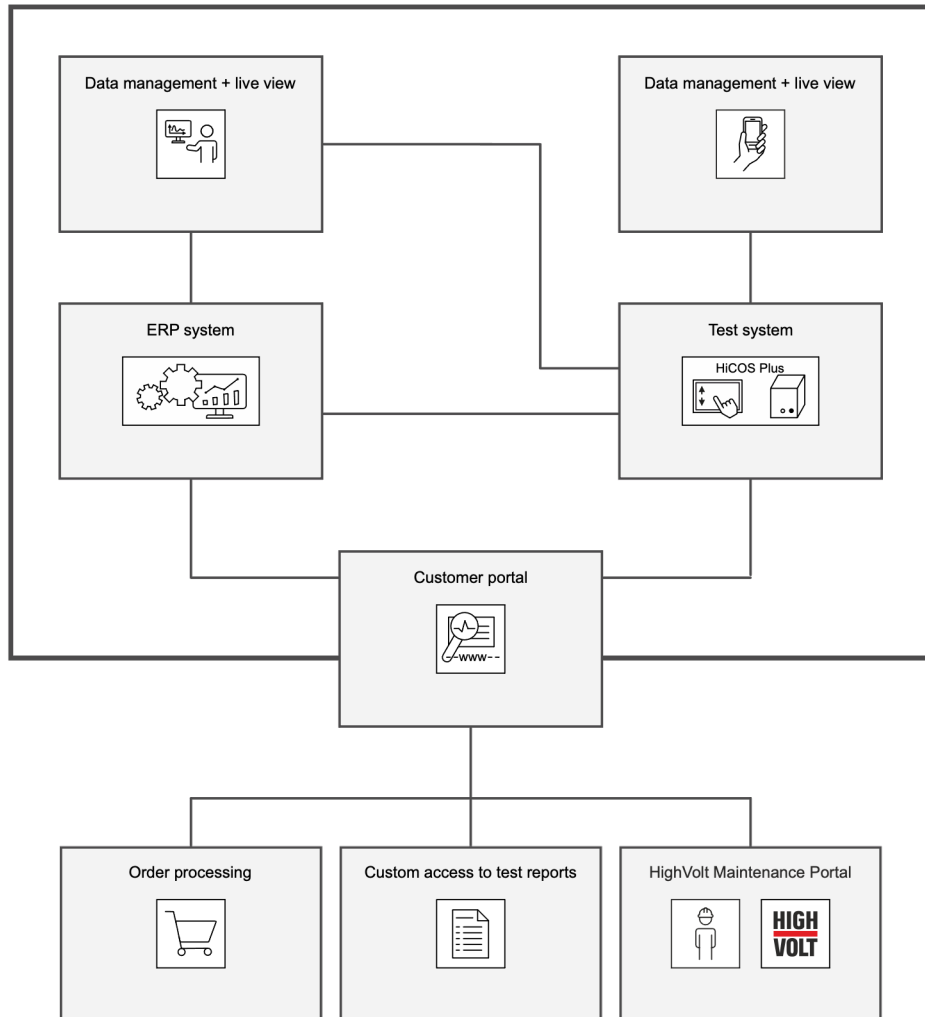 Data management + live view
Data management + live view
ERP system
Test system
HiCOS Plus
Customer portal
--www--
Order processing
Custom access to test reports
HighVolt Maintenance Portal
HIGH
VOLT